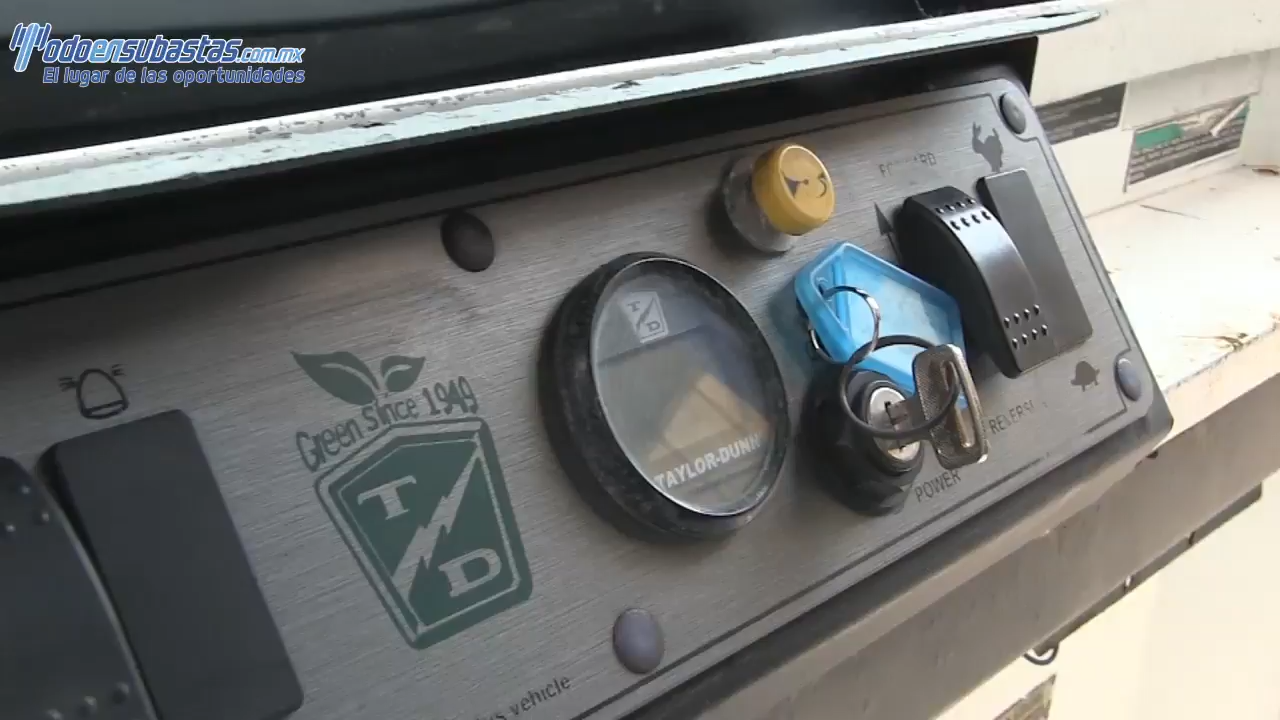 Todoensubastas.com.mx
El lugar de las oportunidades
FORWARD
Green Since 1949
T
D
T
D
TAYLOR-DUNN
REVERSE
POWER
vehicle